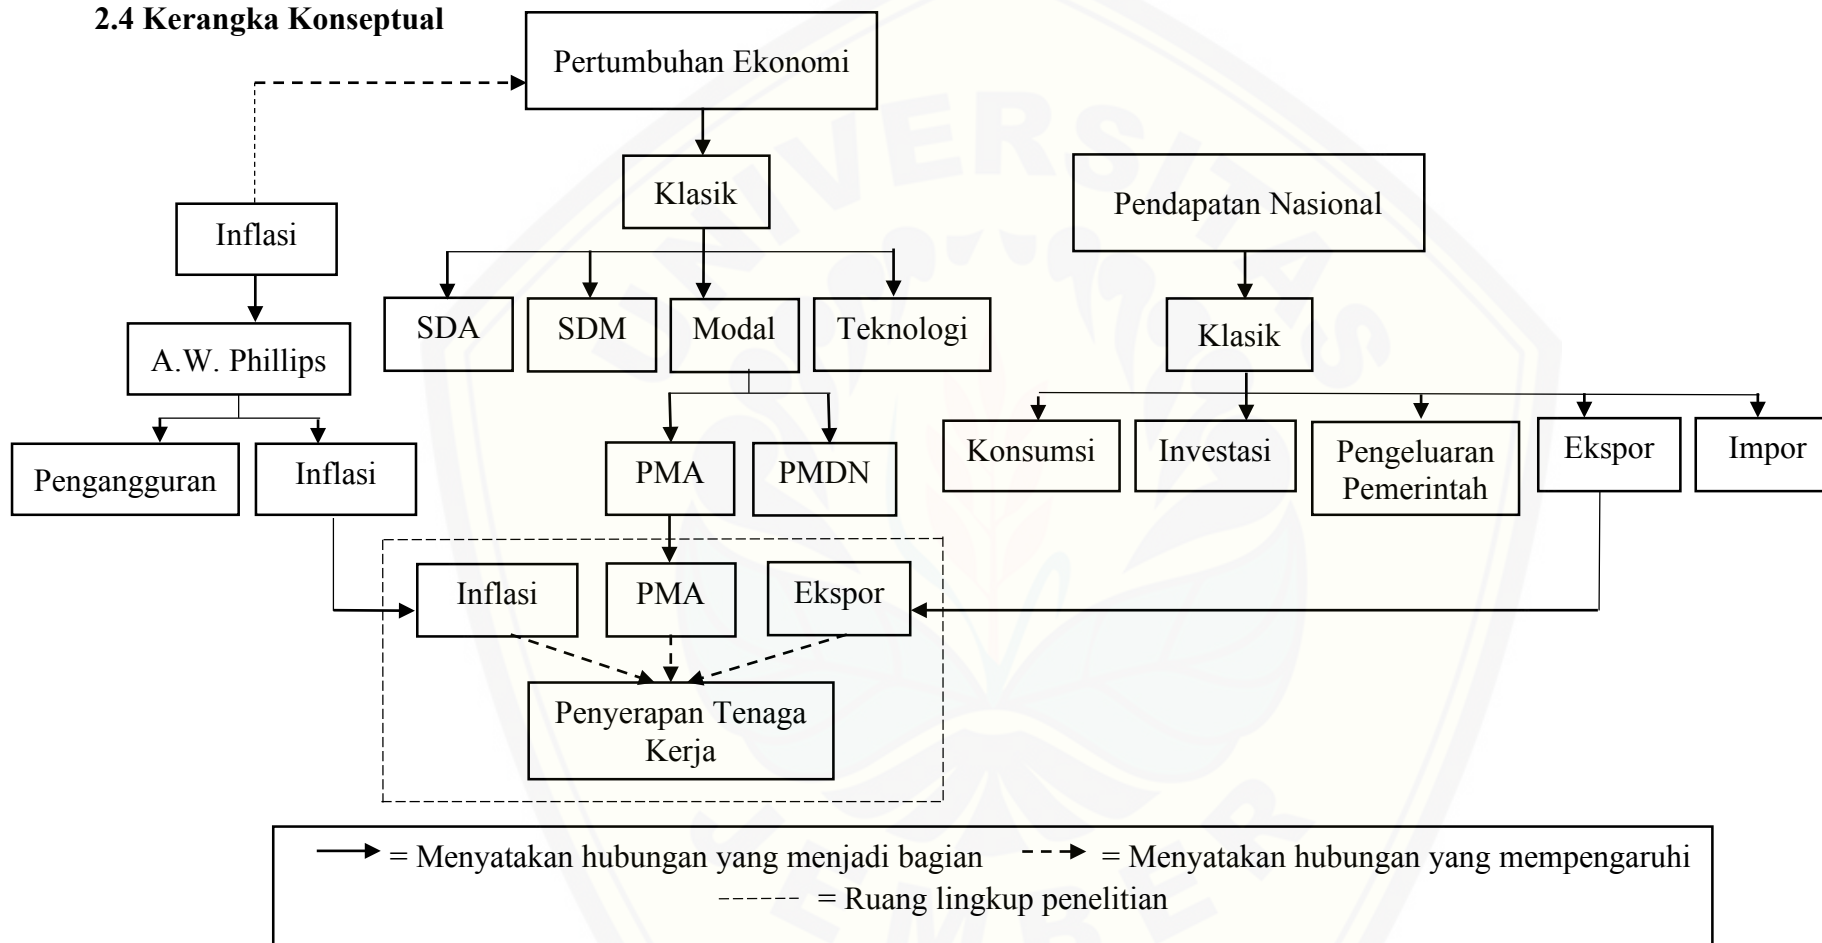 2.4 Kerangka Konseptual
Pertumbuhan Ekonomi
Klasik
Pendapatan Nasional
Inflasi
SDA
SDM
Modal
Teknologi
Klasik
A.W. Phillips
Konsumsi
Investasi
Pengeluaran
Pemerintah
Ekspor
Impor
Pengangguran
Inflasi
PMA
PMDN
Inflasi
PMA
Ekspor
Penyerapan Tenaga
Kerja
= Menyatakan hubungan yang menjadi bagian
= Menyatakan hubungan yang mempengaruhi
= Ruang lingkup penelitian
UNIVERSITAS
JEMBER